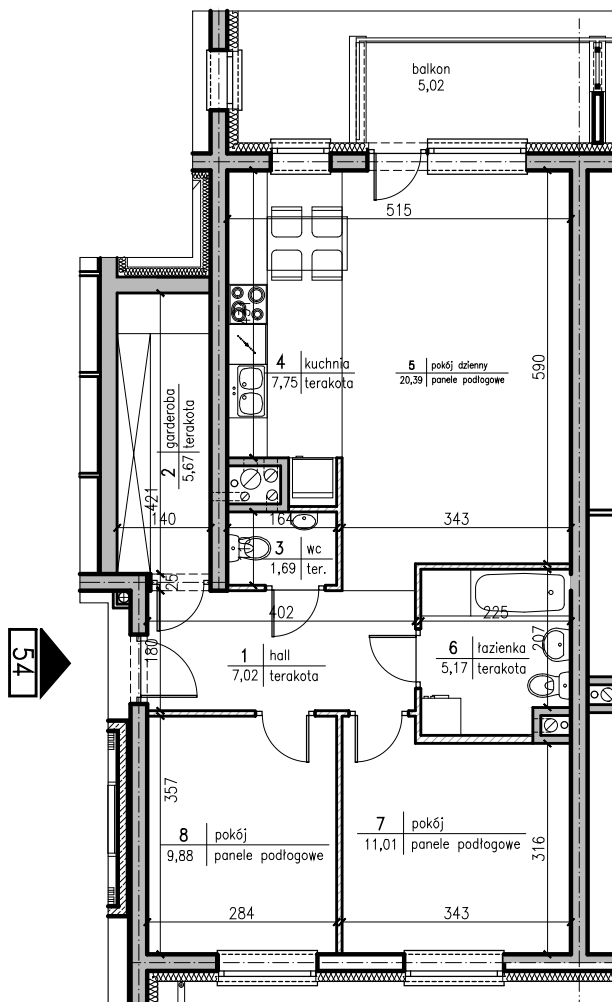 balkon
5,02
515
4 kuchnia
7,75 terakota
5 pokój dzienny
20,39 panele podłogowe
590
2 garderoba
5,67 terakota
421
140
164
343
3 wc
1,69 ter.
25
402
225
207
180
1 hall
7,02 terakota
6 łazienka
5,17 terakota
54
357
8 pokój
9,88 panele podłogowe
7 pokój
11,01 panele podłogowe
316
284
343